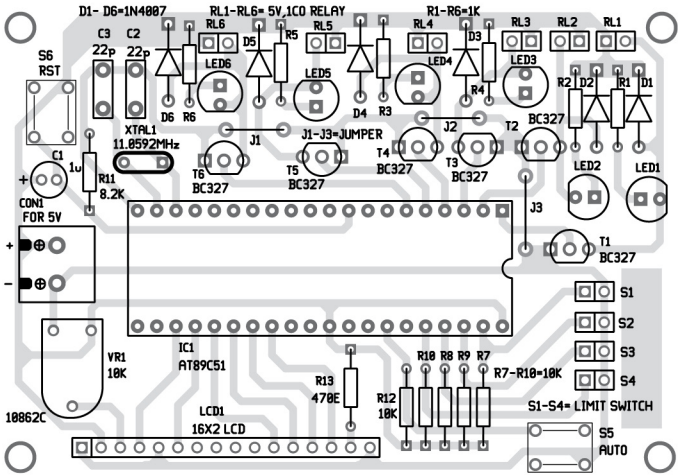 D1- D6=1N4007
RL1-RL6= 5V,1CO RELAY
R1-R6=1K
C3
22p
C2
22p
RL6
D5
R5
RL5
RL4
D3
RL3
RL2
RL1
S6
RST
LED6
LED5
LED4
LED3
R2
D2
R1
D1
D6
R6
D4
R3
R4
BC327
XTAL1
11.0592MHz
J1
J1-J3=JUMPER
J2
T2
C1
1u
+
R11
8.2K
T6
BC327
T5
BC327
T4
BC327
T3
BC327
LED2
LED1
CON1
FOR 5V
J3
T1
BC327
+
-
S1
S2
S3
S4
IC1
AT89C51
VR1
10K
R13
470E
R10
R8
R9
R7
R7-R10=10K
R12
10K
10862C
LCD1
16X2 LCD
S1-S4= LIMIT SWITCH
S5
AUTO